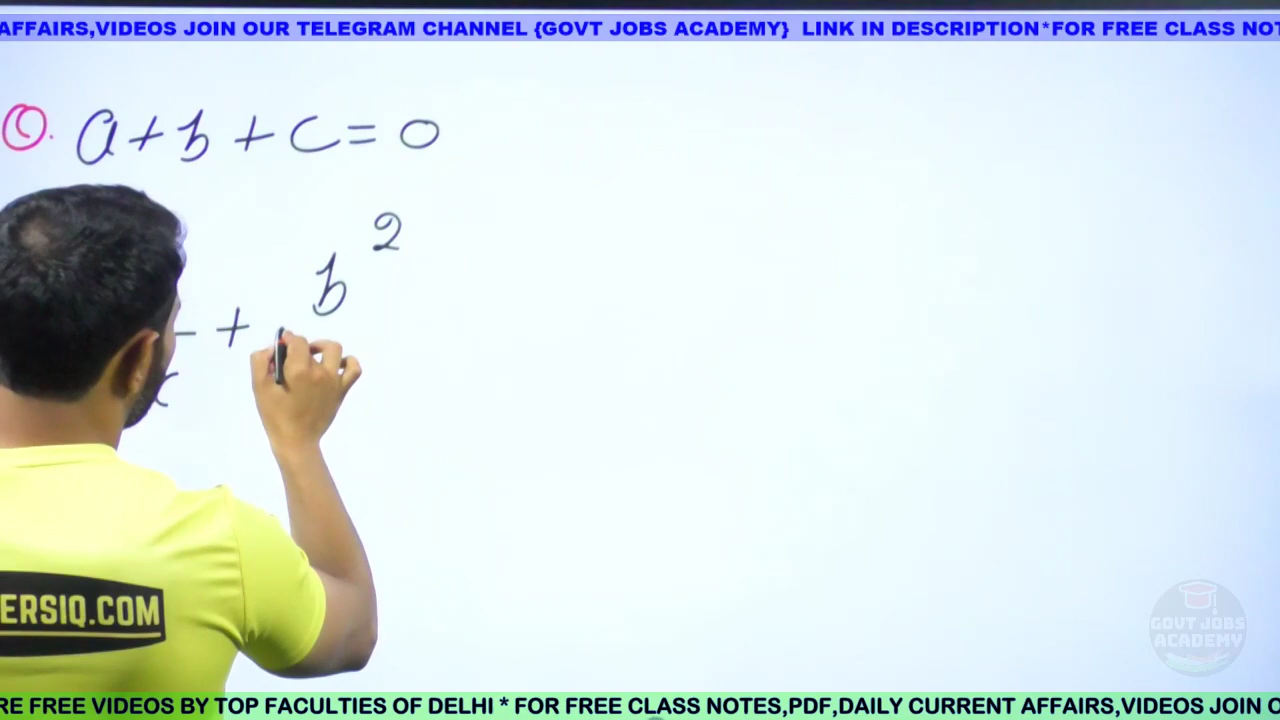 AFFAIRS,VIDEOS JOIN OUR TELEGRAM CHANNEL {GOVT JOBS ACADEMY} LINK IN DESCRIPTION*FOR FREE CLASS NOT
Q. a+b+c=0
b²
+
c
ERSIQ.COM
GOVT JOBS
ACADEMY
RE FREE VIDEOS BY TOP FACULTIES OF DELHI * FOR FREE CLASS NOTES,PDF,DAILY CURRENT AFFAIRS,VIDEOS JOIN O